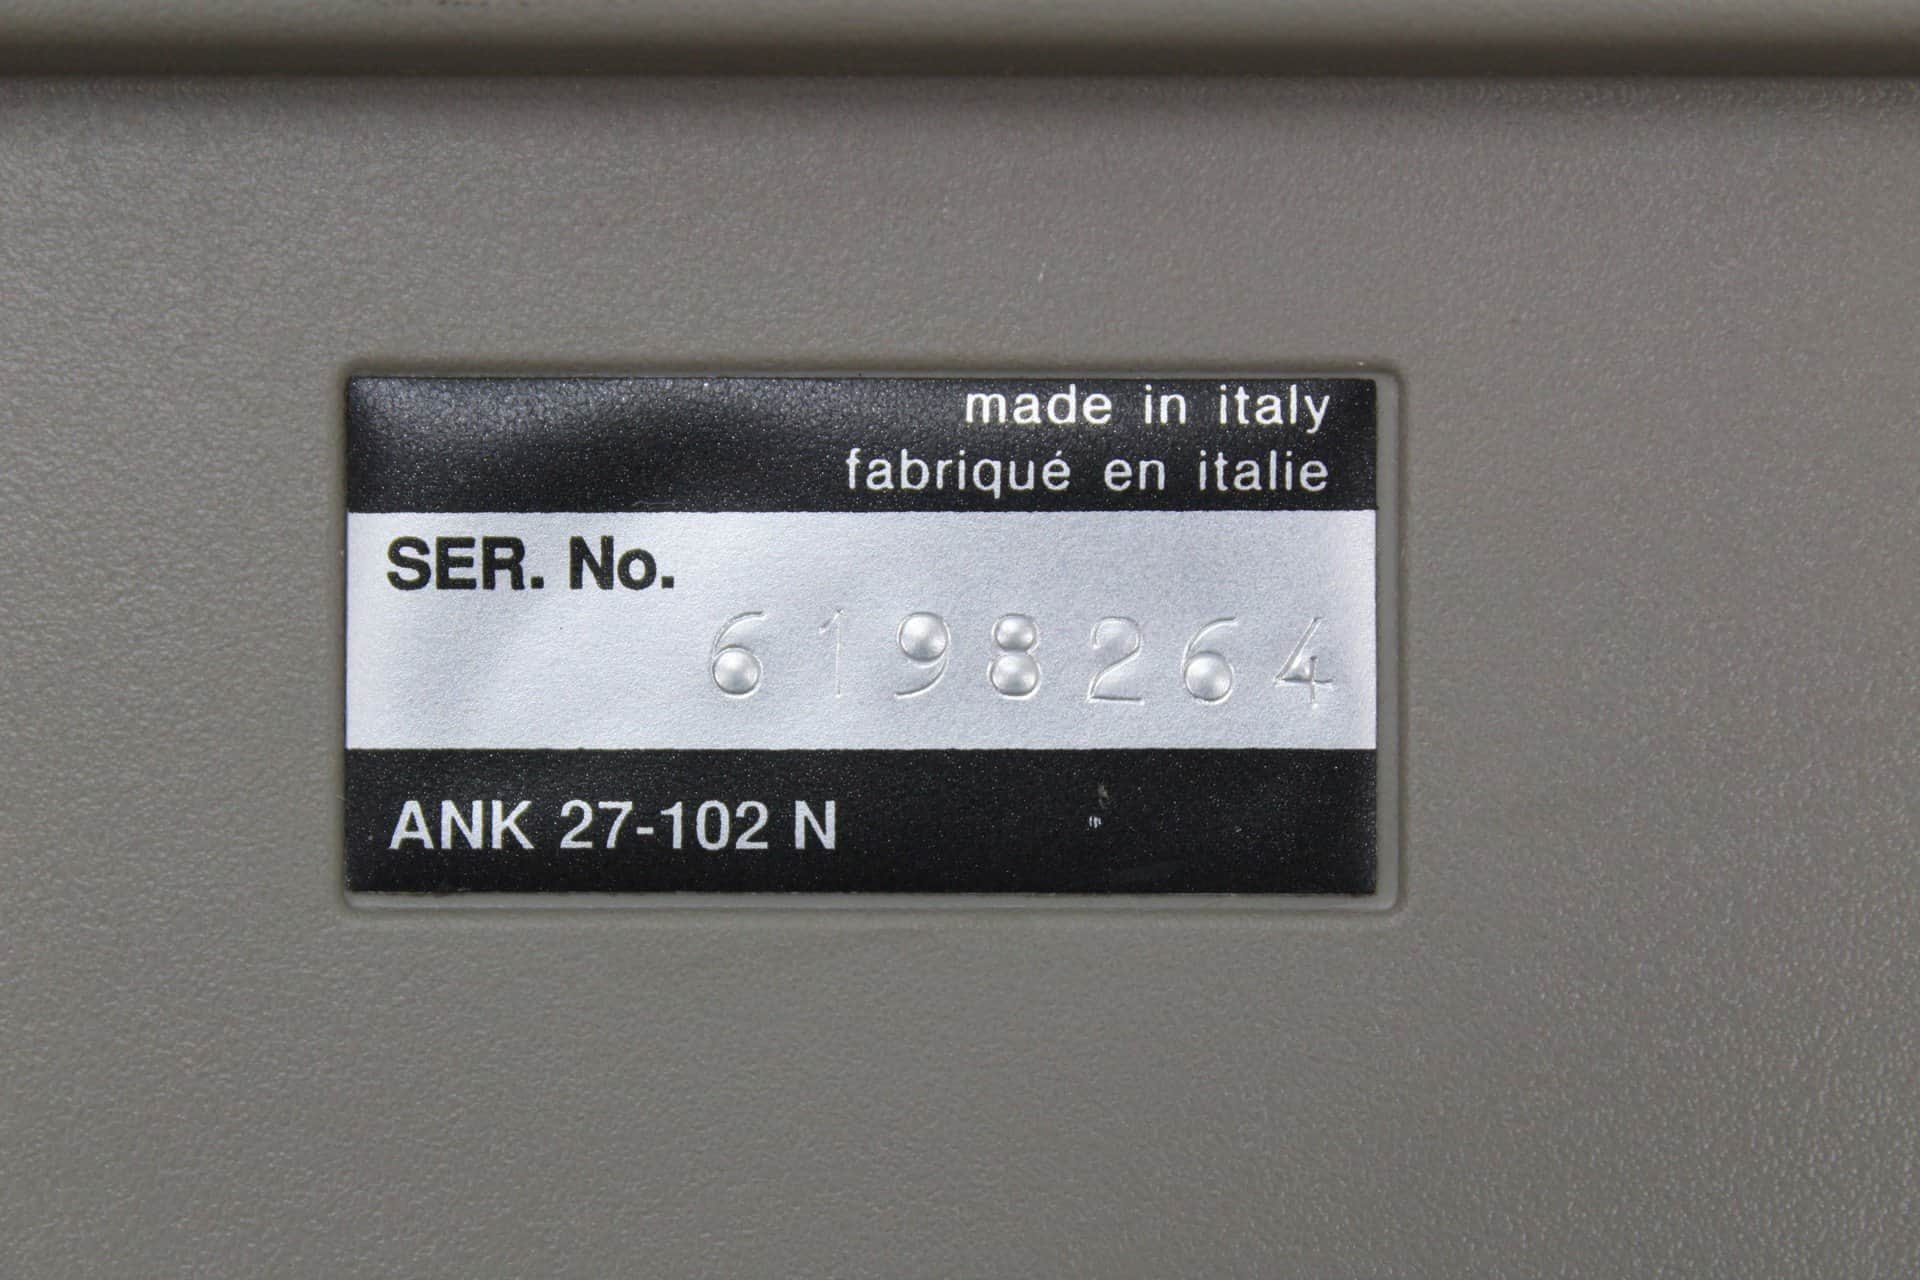 made in italy
fabriqué en italie
SER. No.
6198264
ANK 27-102 N